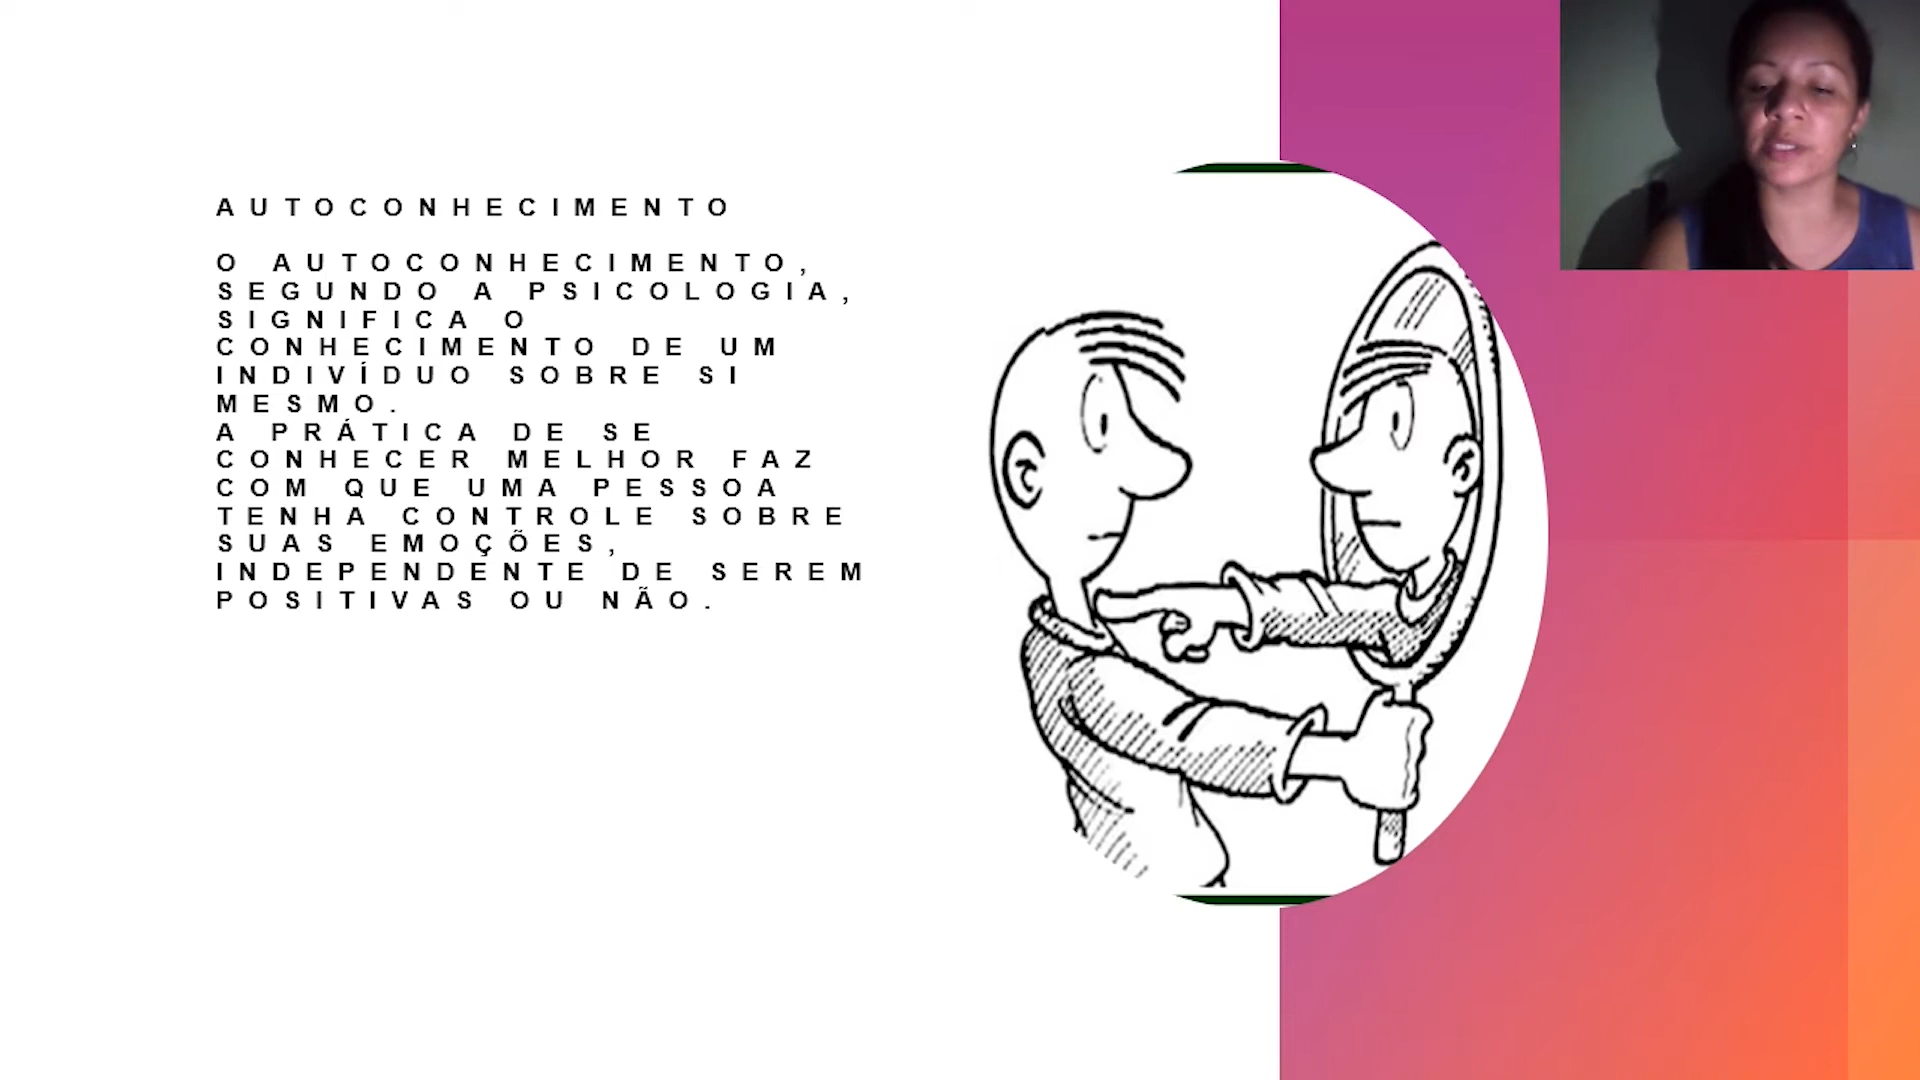 AUTOCONHECIMENTO
O AUTOCONHECIMENTO,
SEGUNDO A PSICOLOGIA,
SIGNIFICA O
CONHECIMENTO DE UM
INDIVÍDUO SOBRE SI
MESMO.
A PRÁTICA DE SE
CONHECER MELHOR FAZ
COM QUE UMA PESSOA
TENHA CONTROLE SOBRE
SUAS EMOÇÕES,
INDEPENDENTE DE SEREM
POSITIVAS OU NÃO.